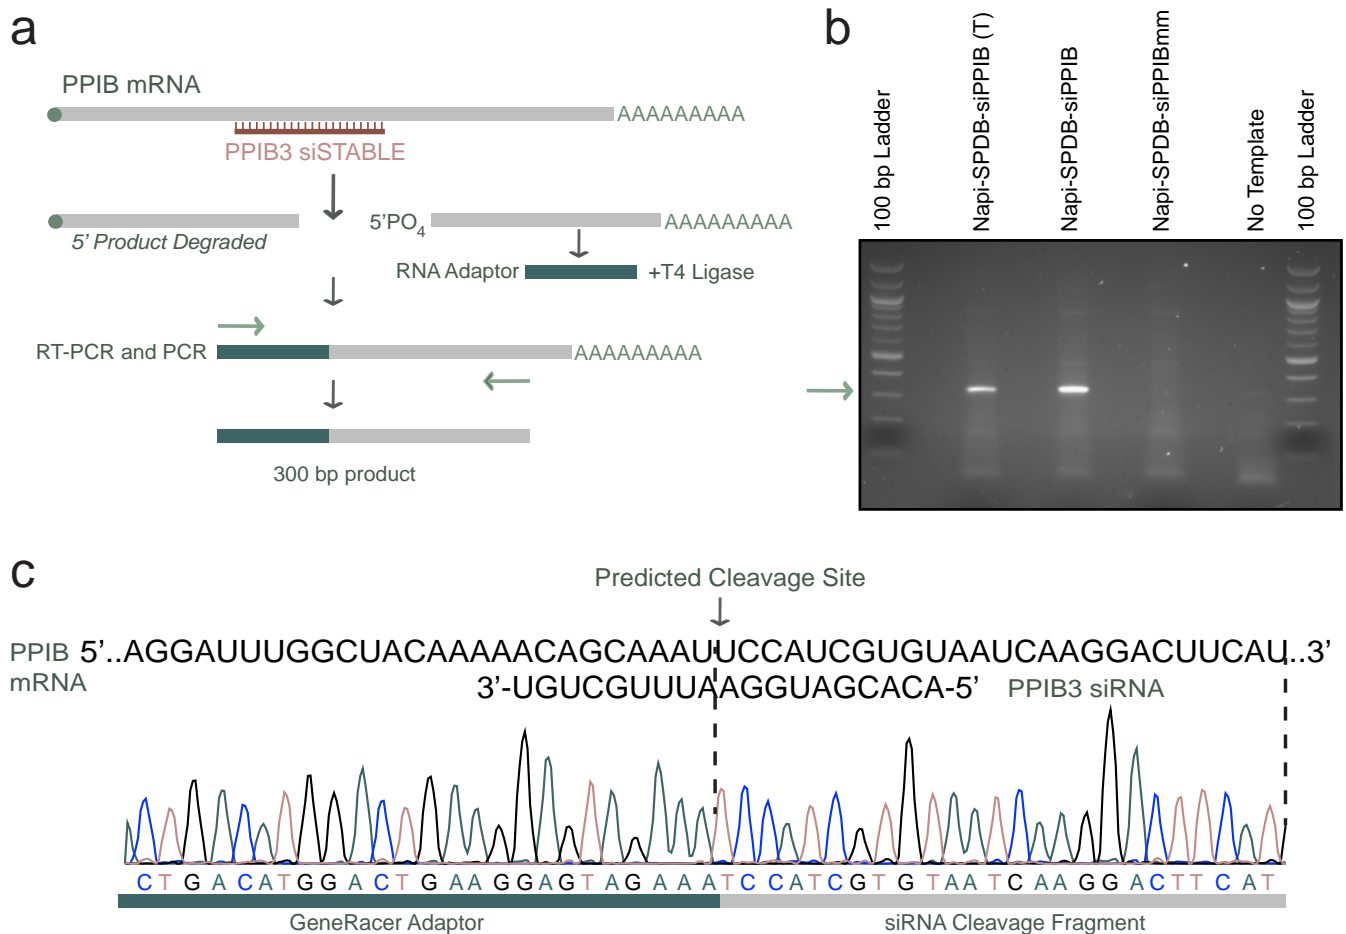 a
PPIB mRNA
AAAAAAAAA
PPIB3 siSTABLE
5' Product Degraded
5'PO4
AAAAAAAAA
RNA Adaptor
+T4 Ligase
RT-PCR and PCR
AAAAAAAAA
300 bp product
b
100 bp Ladder
Napi-SPDB-siPPIB (T)
Napi-SPDB-siPPIB
Napi-SPDB-siPPIBmm
No Template
100 bp Ladder
c
Predicted Cleavage Site
PPIB mRNA
5'..AGGAUUUGGCUACAAAAACAGCAAAUUCCAUCGUGUAAUCAAGGACUUCAU..3'
3'-UGUCGUUUAAGGUAGCACA-5'
PPIB3 siRNA
CTGACATGGACTGAAGGAGTAGAAATCCATCGTGTAATCAAGGACTTCAT
GeneRacer Adaptor
siRNA Cleavage Fragment